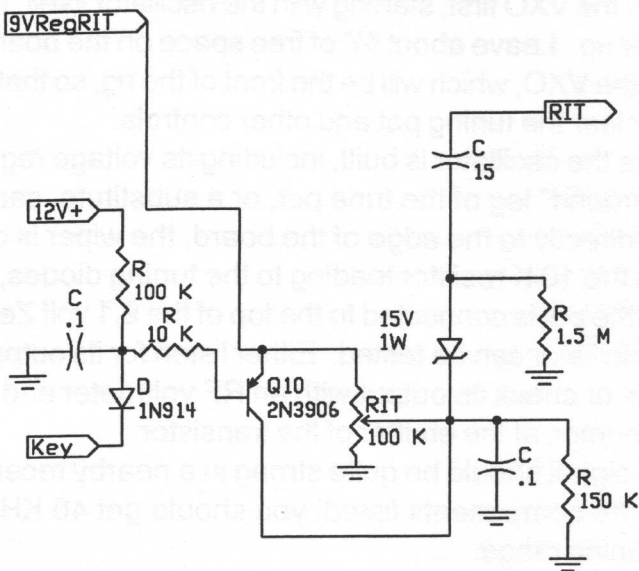 9VRegRIT
RIT
C
15
12V+
R
100 K
R
10 K
C
.1
15V
1W
R
1.5 M
D
1N914
Q10
2N3906
RIT
100 K
Key
C
.1
R
150 K